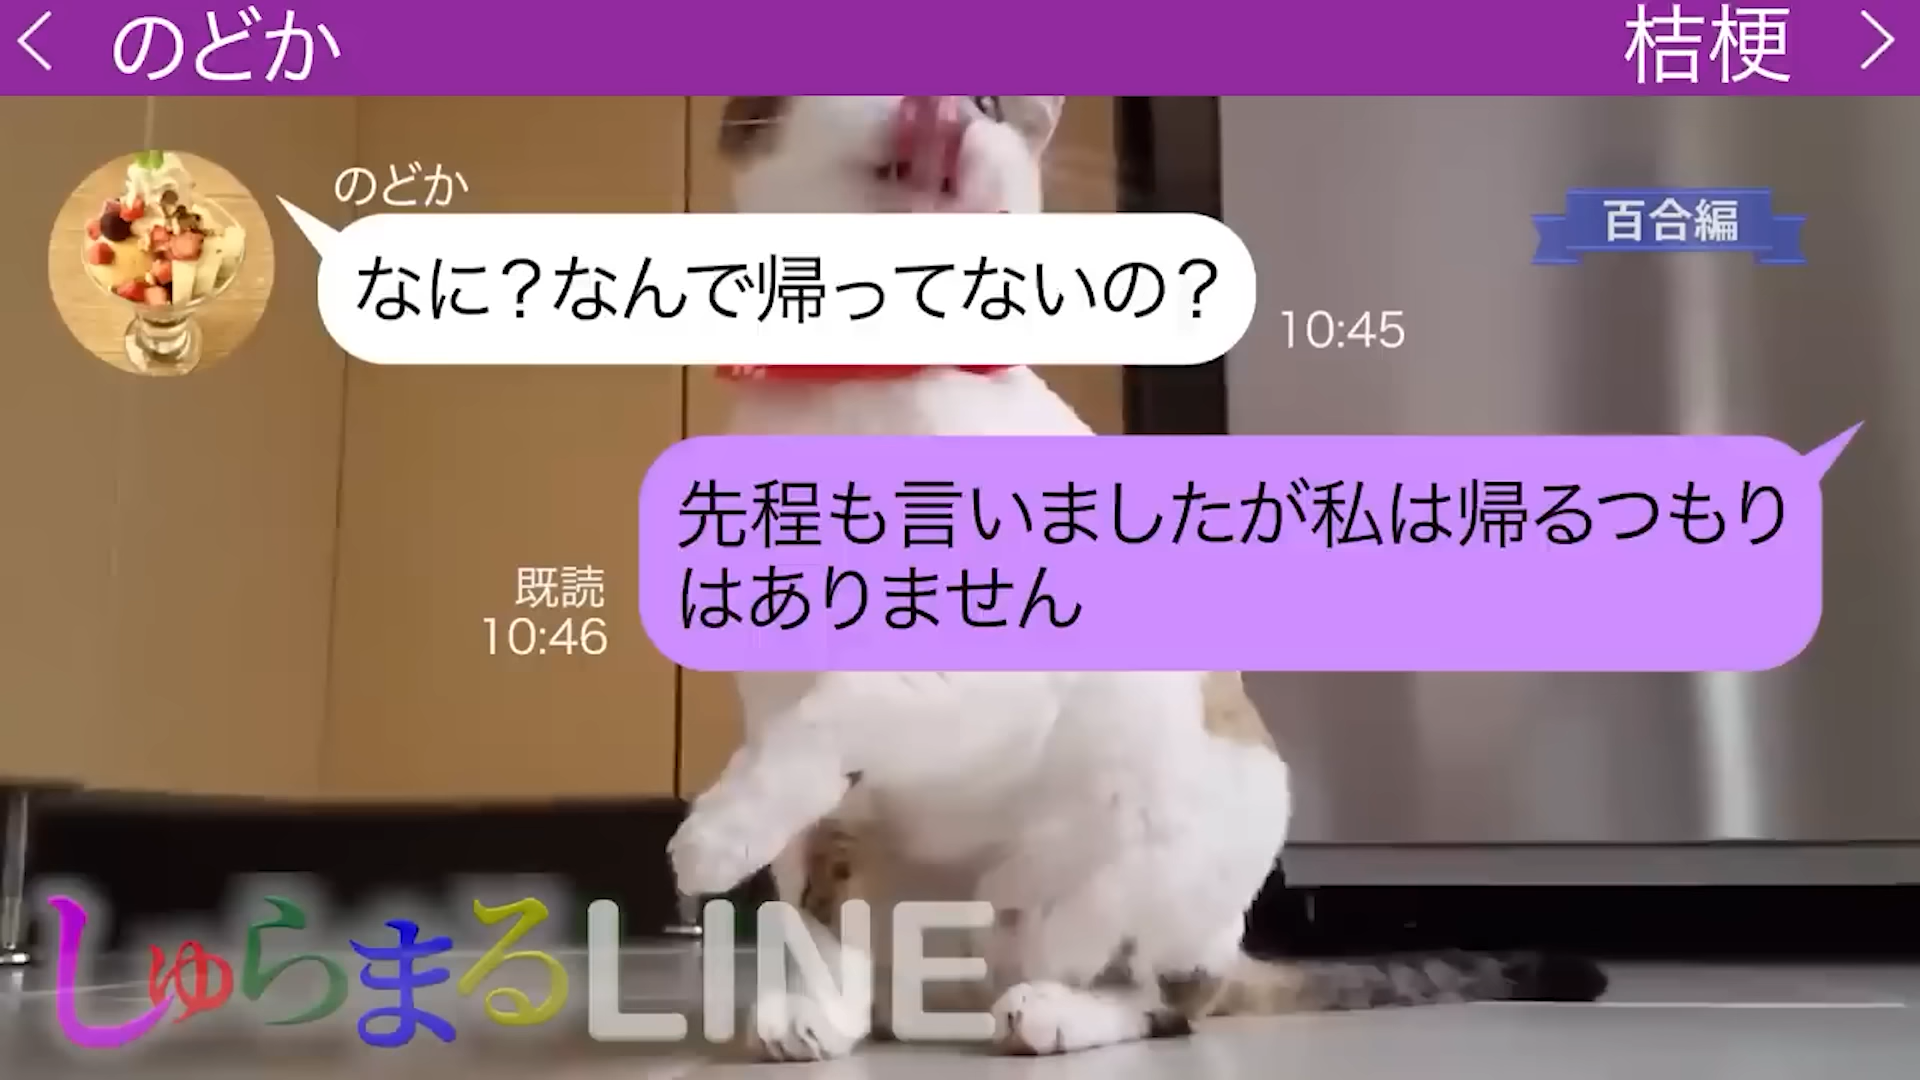 のどか
桔梗
のどか
百合編
なに？なんで帰ってないの？
10:45
先程も言いましたが私は帰るつもり
はありません
既読
10:46
しゅらまるLINE